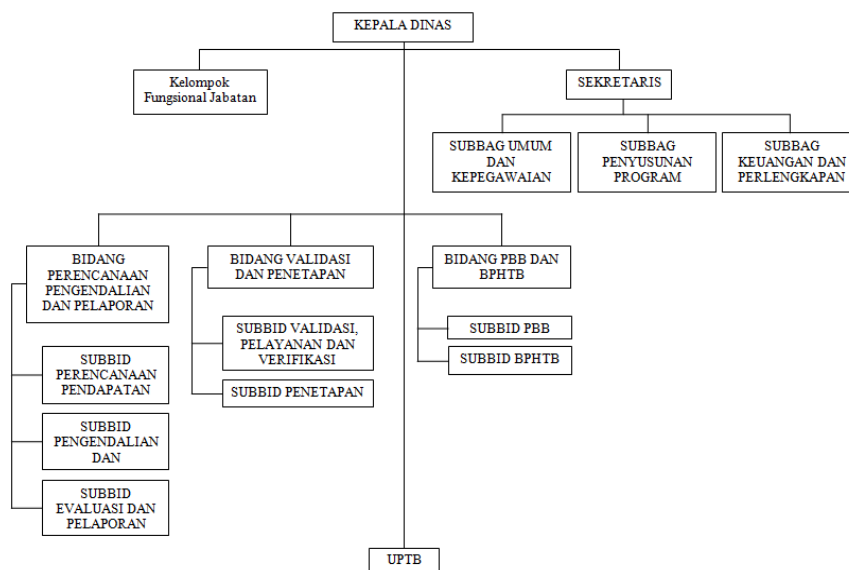 KEPALA DINAS
Kelompok
Fungsional Jabatan
SEKRETARIS
SUBBAG UMUM
DAN
KEPEGAWAIAN
SUBBAG
PENYUSUNAN
PROGRAM
SUBBAG
KEUANGAN DAN
PERLENGKAPAN
BIDANG
PERENCANAAN
PENGENDALIAN
DAN PELAPORAN
BIDANG VALIDASI
DAN PENETAPAN
BIDANG PBB DAN
BPHTB
SUBBID
PERENCANAAN
PENDAPATAN
SUBBID
PENGENDALIAN
DAN
SUBBID
EVALUASI DAN
PELAPORAN
SUBBID VALIDASI,
PELAYANAN DAN
VERIFIKASI
SUBBID PENETAPAN
SUBBID PBB
SUBBID BPHTB
UPTB